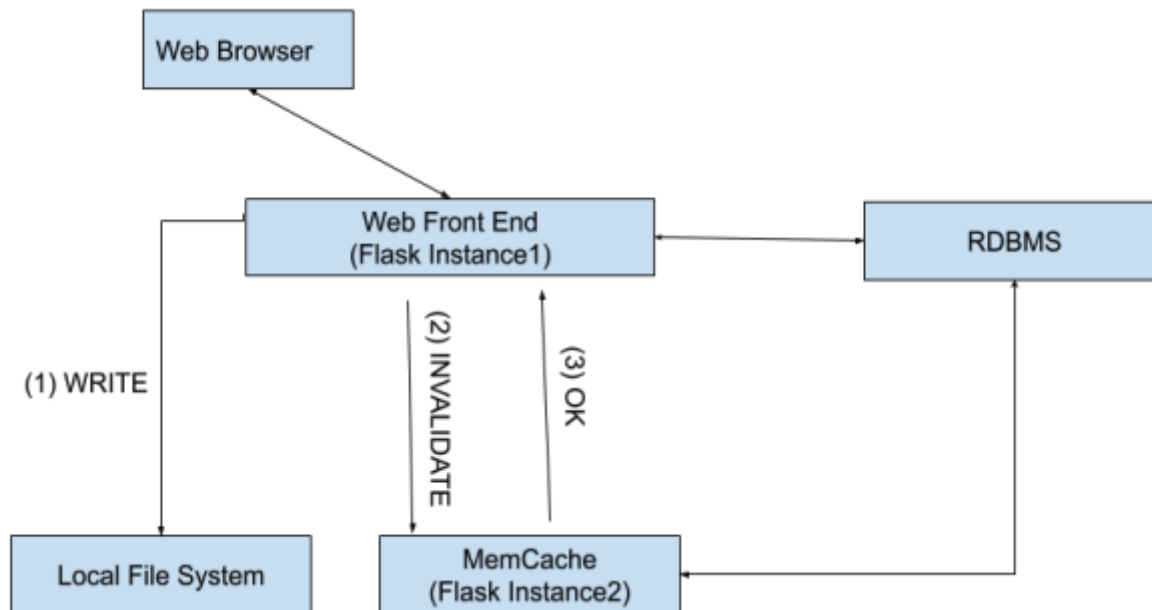 Web Browser
Web Front End
(Flask Instance1)
RDBMS
(1) WRITE
(2) INVALIDATE
(3) OK
Local File System
MemCache
(Flask Instance2)